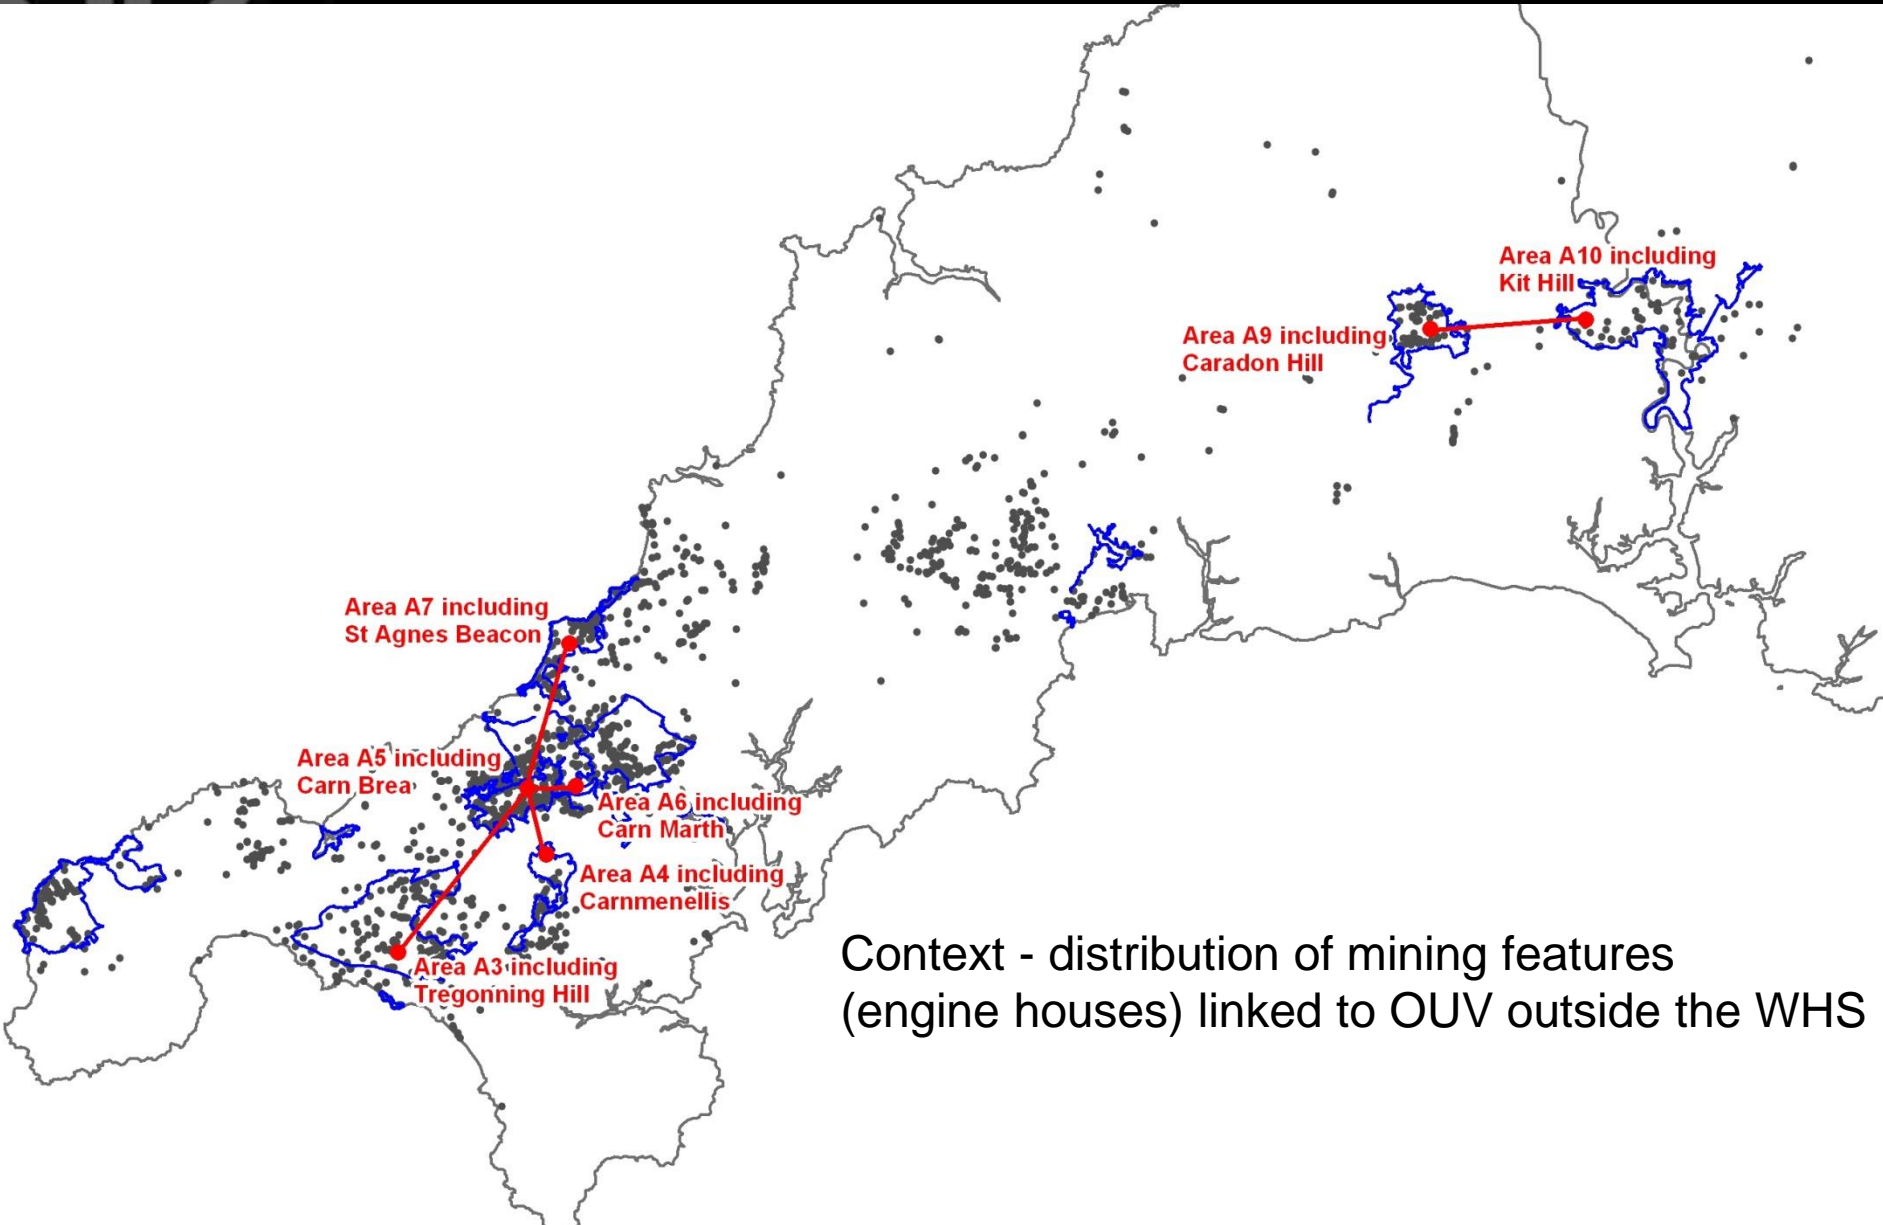 Area A10 including
Kit Hill
Area A9 including
Caradon Hill
Area A7 including
St Agnes Beacon
Area A5 including
Carn Brea
Area A6 including
Carn Marth
Area A4 including
Carnmenellis
Area A3 including
Tregonning Hill
Context - distribution of mining features
(engine houses) linked to OUV outside the WHS